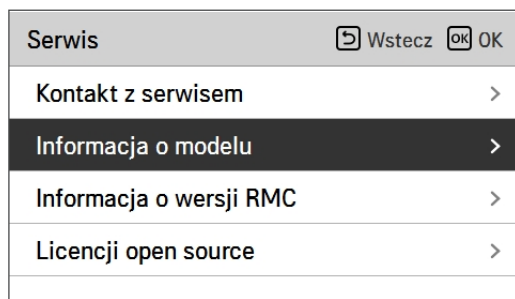 Serwis Wstecz OK OK
Kontakt z serwisem >
Informacja o modelu >
Informacja o wersji RMC >
Licencji open source >